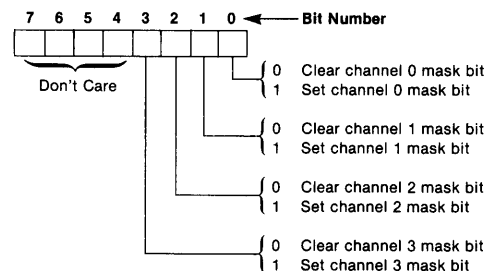 7 6 5 4 3 2 1 0 Bit Number
Don't Care
0 Clear channel 0 mask bit
1 Set channel 0 mask bit
0 Clear channel 1 mask bit
1 Set channel 1 mask bit
0 Clear channel 2 mask bit
1 Set channel 2 mask bit
0 Clear channel 3 mask bit
1 Set channel 3 mask bit